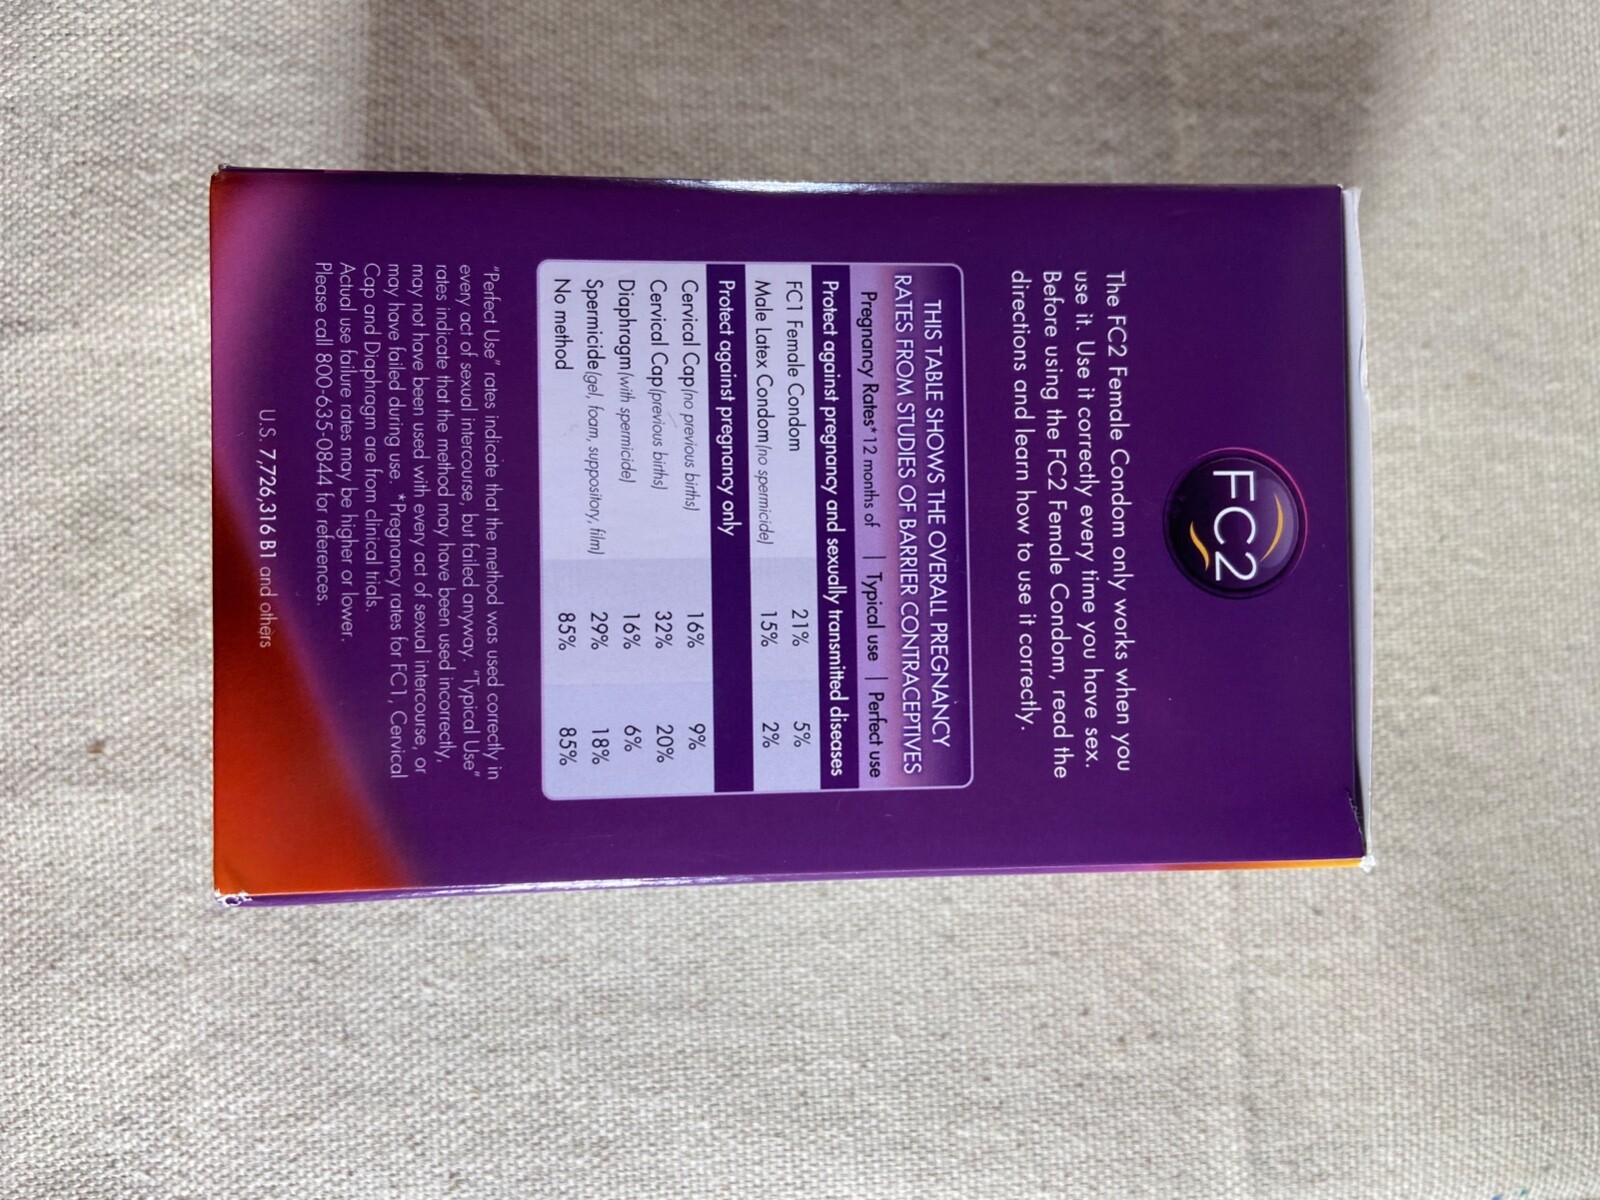 FC2
The FC2 Female Condom only works when you
use it. Use it correctly every time you have sex.
Before using the FC2 Female Condom, read the
directions and learn how to use it correctly.
THIS TABLE SHOWS THE OVERALL PREGNANCY
RATES FROM STUDIES OF BARRIER CONTRACEPTIVES
Pregnancy Rates* 12 months of | Typical use | Perfect use
Protect against pregnancy and sexually transmitted diseases
FC1 Female Condom 21% 5%
Male Latex Condom (no spermicide) 15% 2%
Protect against pregnancy only
Cervical Cap (no previous births) 16% 9%
Cervical Cap (previous births) 32% 20%
Diaphragm (with spermicide) 16% 6%
Spermicide (gel, foam, suppository, film) 29% 18%
No method 85% 85%
"Perfect Use" rates indicate that the method was used correctly in
every act of sexual intercourse, but failed anyway. "Typical Use"
rates indicate that the method may have been used incorrectly,
may not have been used with every act of sexual intercourse, or
may have failed during use. *Pregnancy rates for FC1, Cervical
Cap and Diaphragm are from clinical trials.
Actual use failure rates may be higher or lower.
Please call 800-635-0844 for references.
U.S. 7,726,316 B1 and others